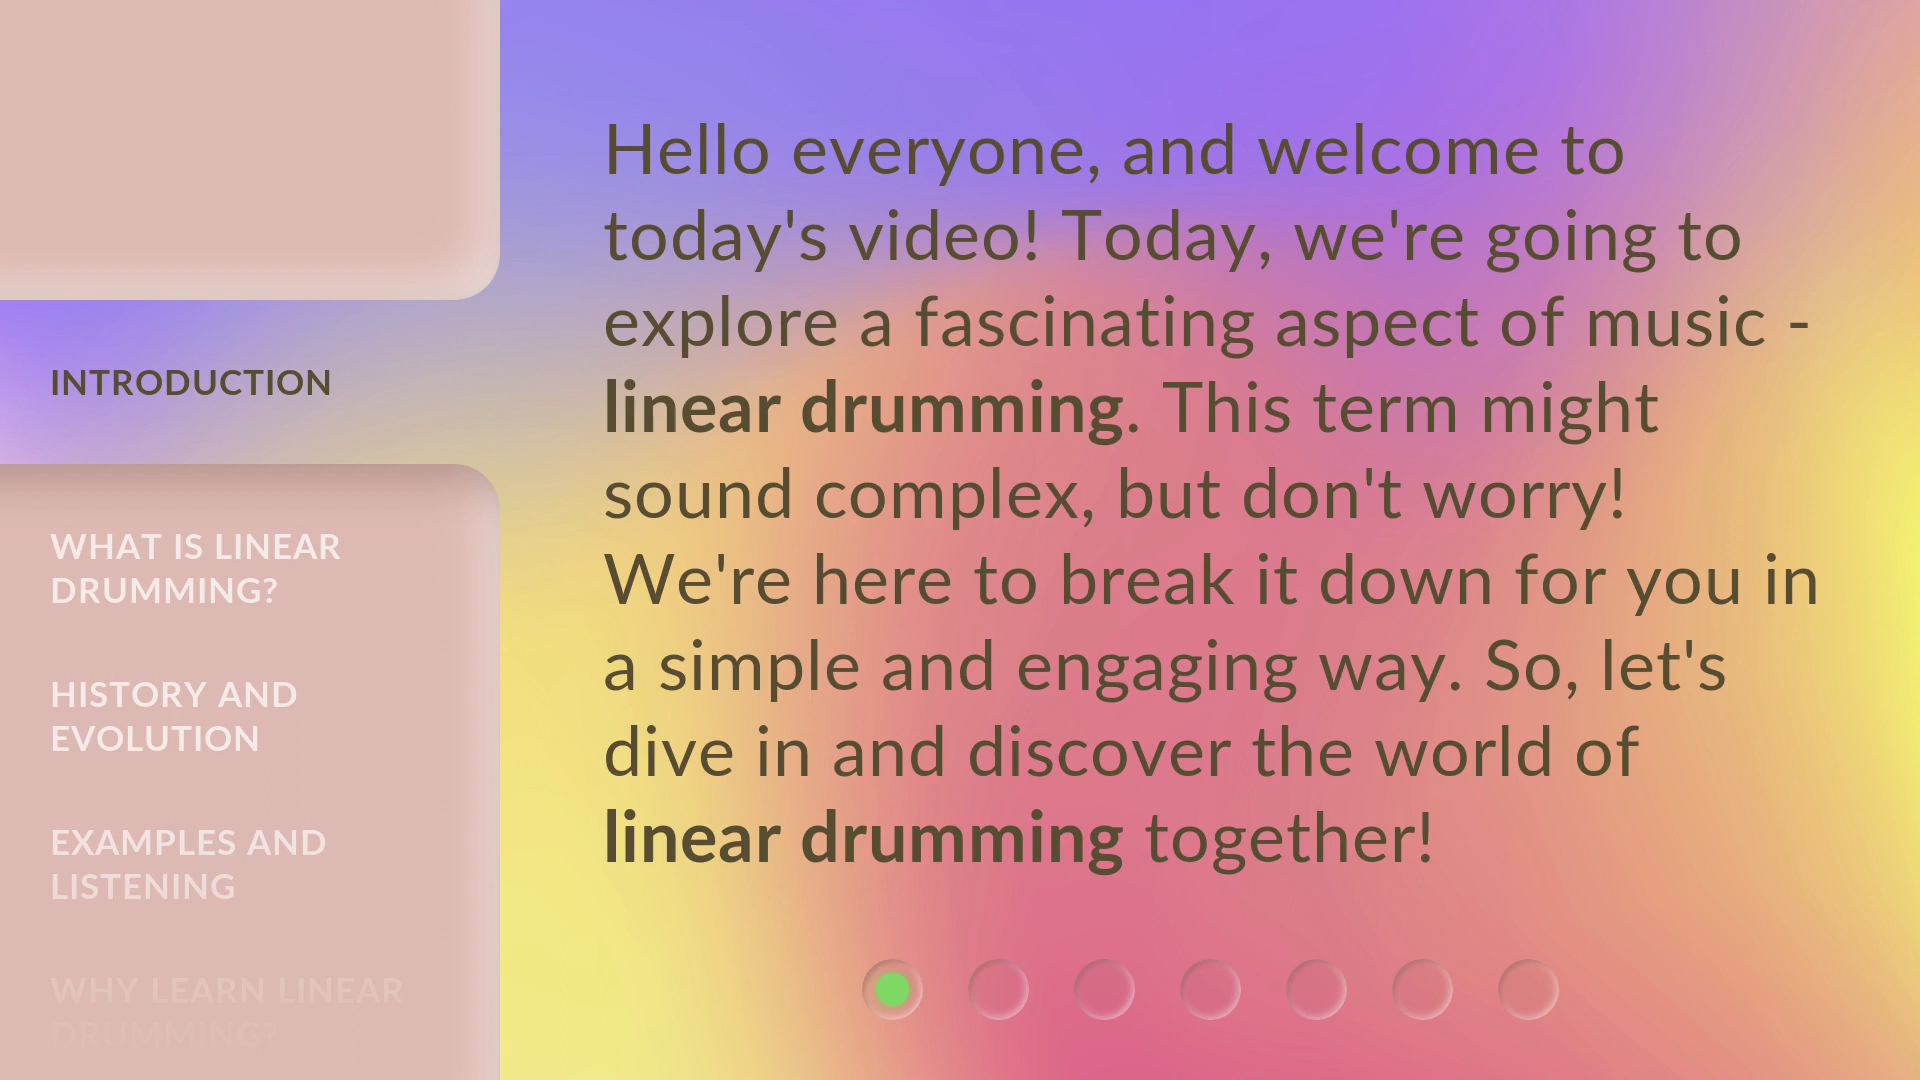 INTRODUCTION
WHAT IS LINEAR
DRUMMING?
HISTORY AND
EVOLUTION
EXAMPLES AND
LISTENING
WHY LEARN LINEAR
DRUMMING?
Hello everyone, and welcome to
today's video! Today, we're going to
explore a fascinating aspect of music -
linear drumming. This term might
sound complex, but don't worry!
We're here to break it down for you in
a simple and engaging way. So, let's
dive in and discover the world of
linear drumming together!